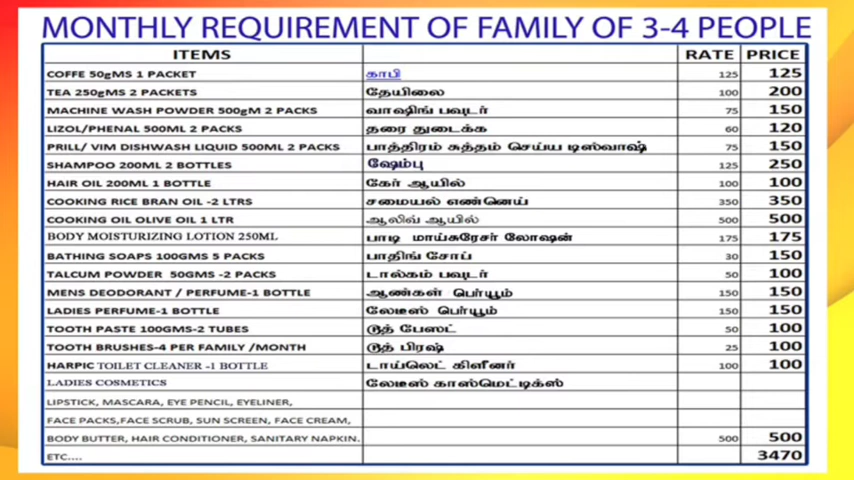 MONTHLY REQUIREMENT OF FAMILY OF 3-4 PEOPLE
ITEMS RATE PRICE
COFFE 50gMS 1 PACKET காபி 125 125
TEA 250gMS 2 PACKETS தேயிலை 100 200
MACHINE WASH POWDER 500gM 2 PACKS வாஷிங் பவுடர் 75 150
LIZOL/PHENAL 500ML 2 PACKS தரை துடைக்க 60 120
PRILL/ VIM DISHWASH LIQUID 500ML 2 PACKS பாத்திரம் சுத்தம் செய்ய டிஸ்வாஷ் 75 150
SHAMPOO 200ML 2 BOTTLES ஷேம்பு 125 250
HAIR OIL 200ML 1 BOTTLE கேர் ஆயில் 100 100
COOKING RICE BRAN OIL -2 LTRS சமையல் எண்ணெய் 350 350
COOKING OIL OLIVE OIL 1 LTR ஆலிவ் ஆயில் 500 500
BODY MOISTURIZING LOTION 250ML பாடி மாய்சுரேசர் லோஷன் 175 175
BATHING SOAPS 100GMS 5 PACKS பாதிங் சோப் 30 150
TALCUM POWDER 50GMS -2 PACKS டால்கம் பவுடர் 50 100
MENS DEODORANT / PERFUME-1 BOTTLE ஆண்கள் பெர்யூம் 150 150
LADIES PERFUME-1 BOTTLE லேடீஸ் பெர்யூம் 150 150
TOOTH PASTE 100GMS-2 TUBES டூத் பேஸ்ட் 50 100
TOOTH BRUSHES-4 PER FAMILY /MONTH டூத் பிரஷ் 25 100
HARPIC TOILET CLEANER -1 BOTTLE டாய்லெட் கிளீனர் 100 100
LADIES COSMETICS லேடீஸ் காஸ்மெட்டிக்ஸ்
LIPSTICK, MASCARA, EYE PENCIL, EYELINER,
FACE PACKS,FACE SCRUB, SUN SCREEN, FACE CREAM,
BODY BUTTER, HAIR CONDITIONER, SANITARY NAPKIN. 500 500
ETC.... 3470